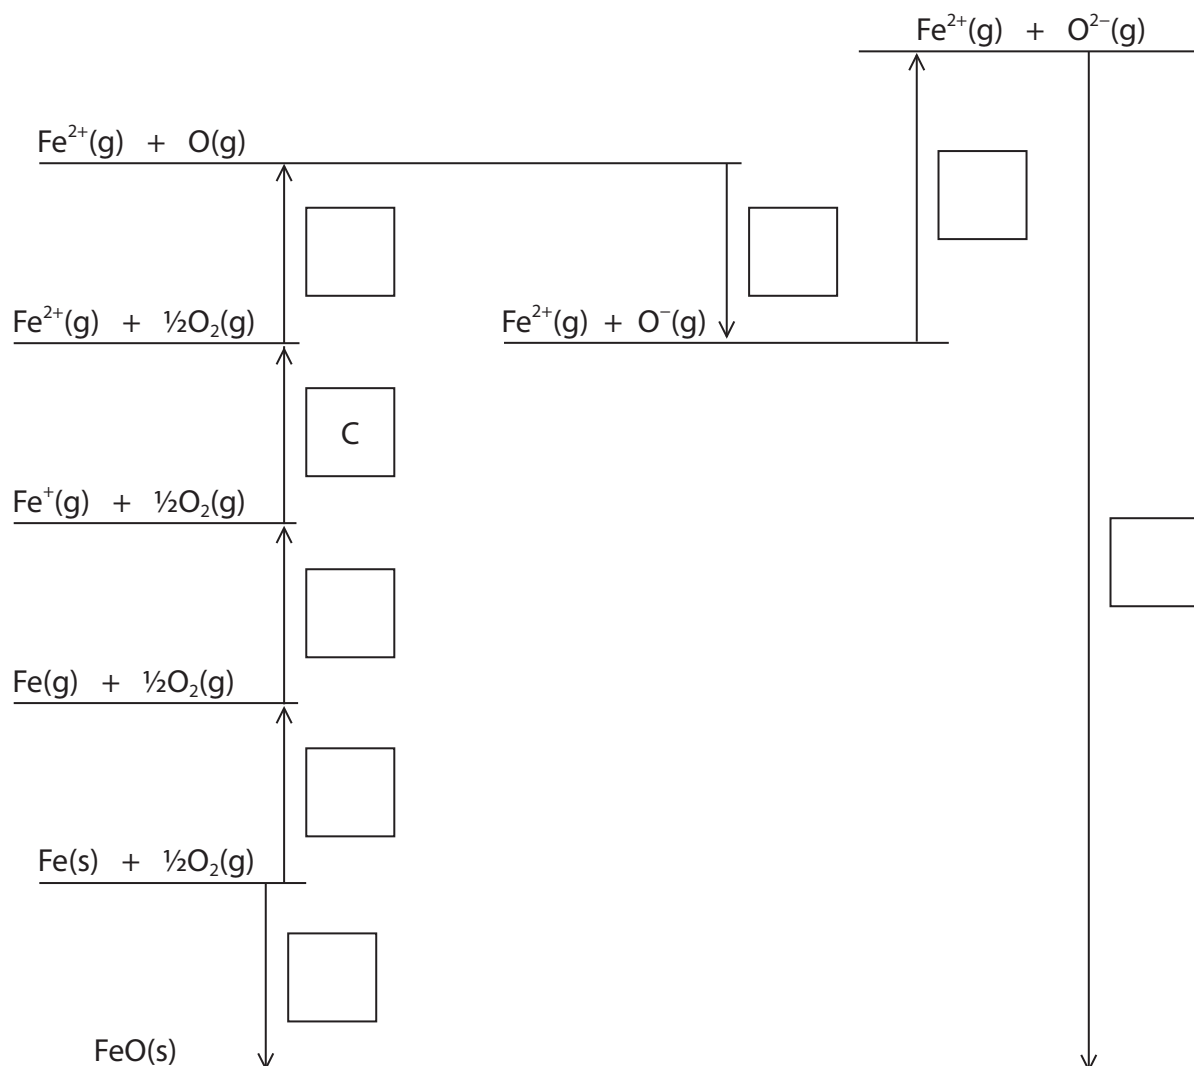 Fe²⁺(g) + O²⁻(g)
Fe²⁺(g) + O(g)
Fe²⁺(g) + ½O₂(g)
Fe²⁺(g) + O⁻(g)
C
Fe⁺(g) + ½O₂(g)
Fe(g) + ½O₂(g)
Fe(s) + ½O₂(g)
FeO(s)